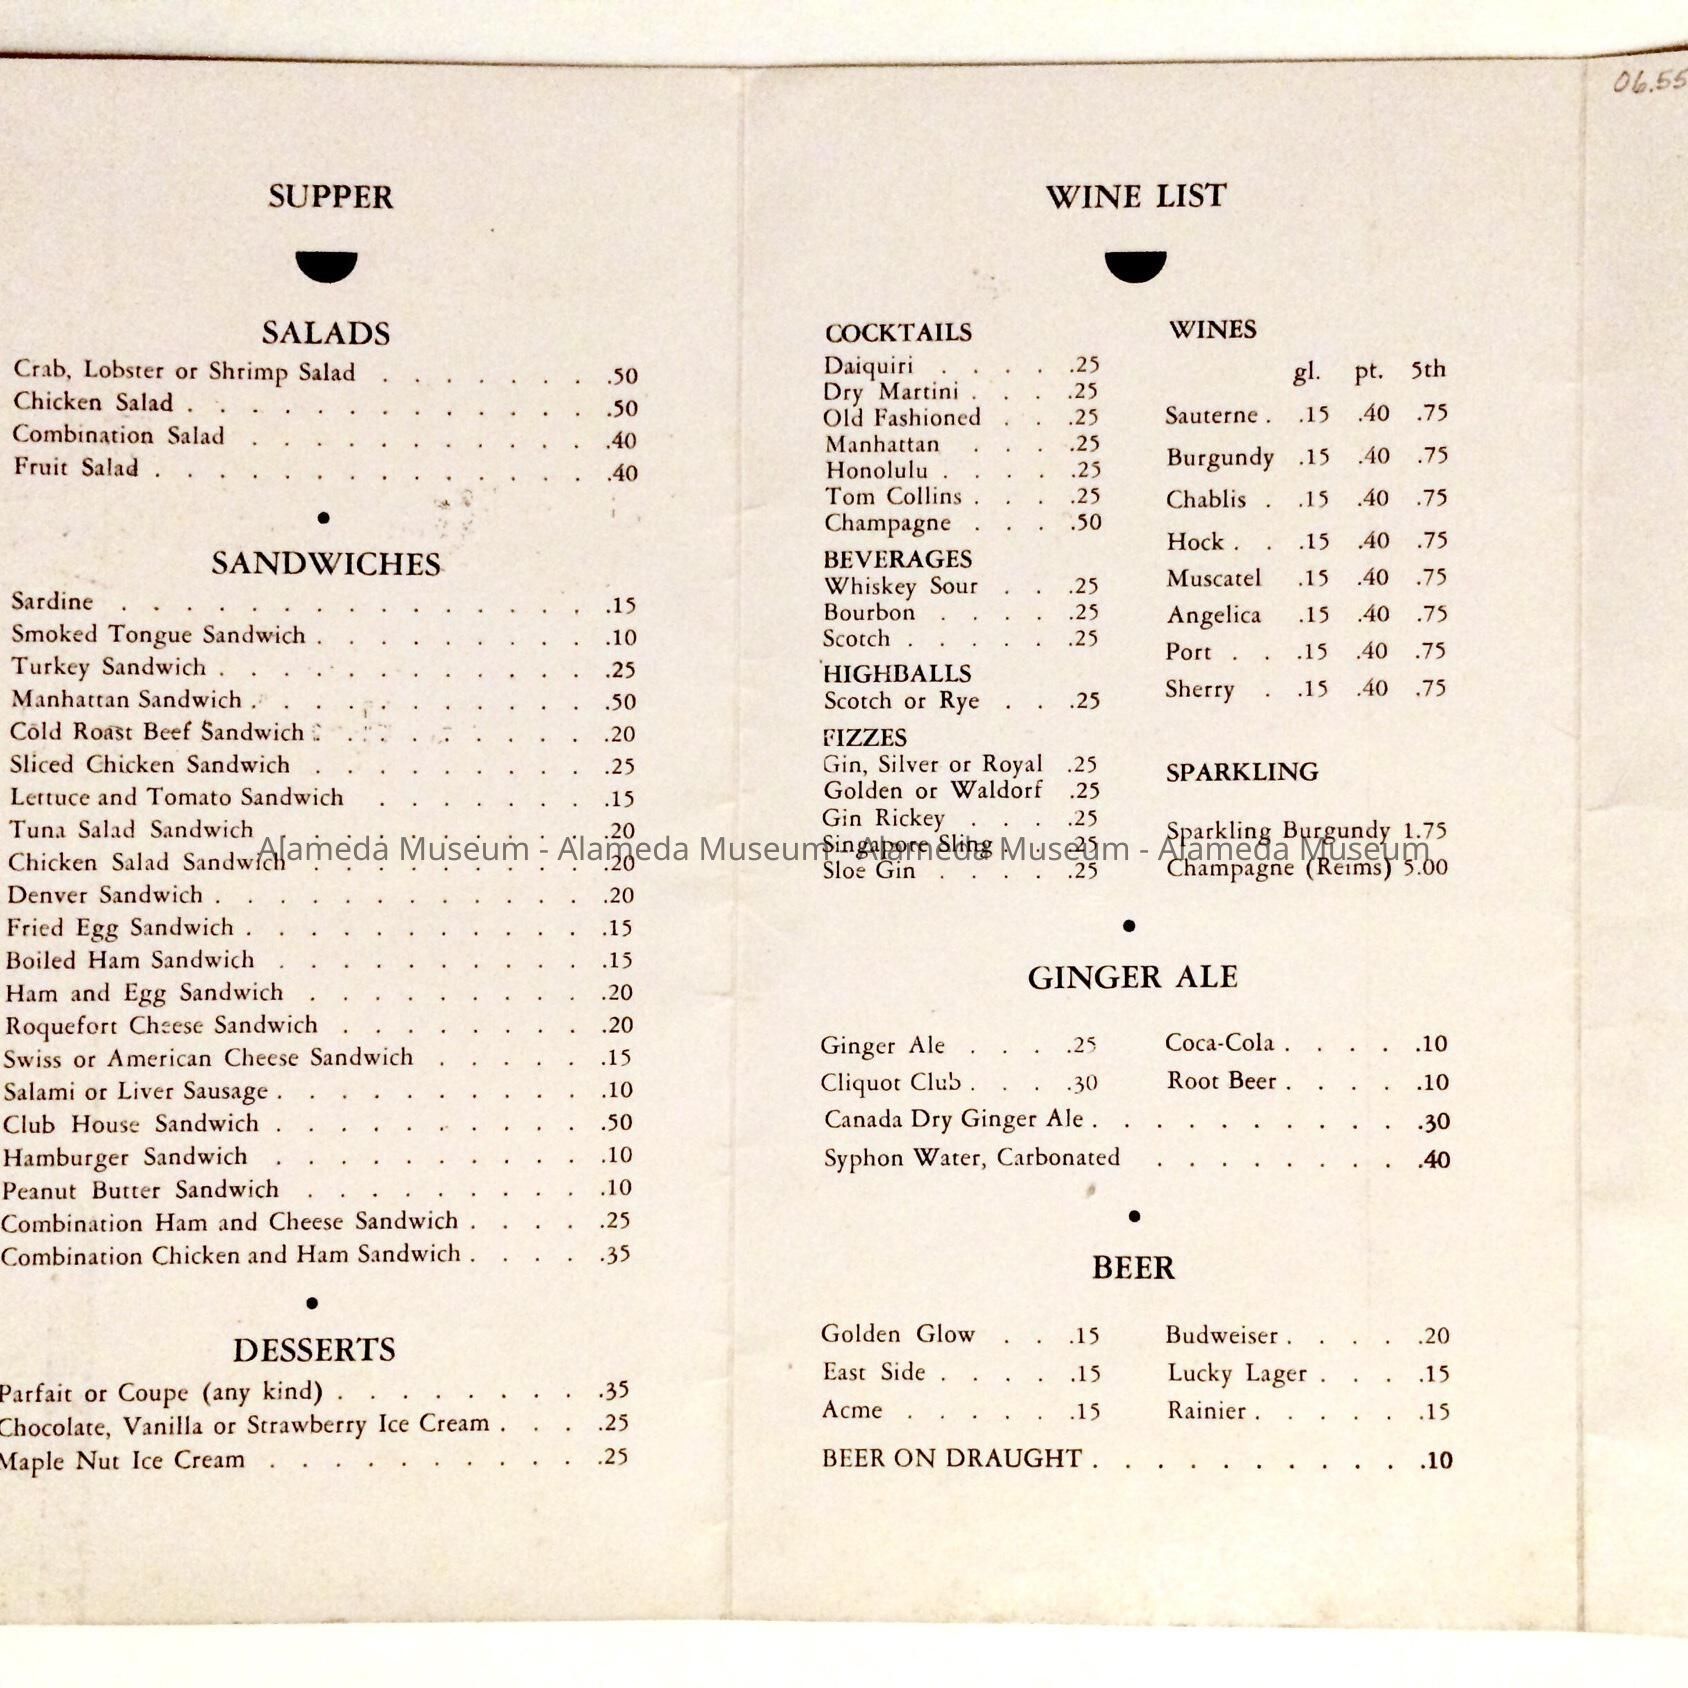 06.55
SUPPER
SALADS
Crab, Lobster or Shrimp Salad . . . . . . . .50
Chicken Salad . . . . . . . . . . . . . .50
Combination Salad . . . . . . . . . . . .40
Fruit Salad . . . . . . . . . . . . . . .40
SANDWICHES
Sardine . . . . . . . . . . . . . . . .15
Smoked Tongue Sandwich . . . . . . . . . .10
Turkey Sandwich . . . . . . . . . . . . .25
Manhattan Sandwich . . . . . . . . . . . .50
Cold Roast Beef Sandwich . . . . . . . . .20
Sliced Chicken Sandwich . . . . . . . . . .25
Lettuce and Tomato Sandwich . . . . . . . .15
Tuna Salad Sandwich . . . . . . . . . . .20
Chicken Salad Sandwich . . . . . . . . . .20
Denver Sandwich . . . . . . . . . . . . .20
Fried Egg Sandwich . . . . . . . . . . . .15
Boiled Ham Sandwich . . . . . . . . . . .15
Ham and Egg Sandwich . . . . . . . . . .20
Roquefort Cheese Sandwich . . . . . . . . .20
Swiss or American Cheese Sandwich . . . . . .15
Salami or Liver Sausage . . . . . . . . . . .10
Club House Sandwich . . . . . . . . . . .50
Hamburger Sandwich . . . . . . . . . . .10
Peanut Butter Sandwich . . . . . . . . . .10
Combination Ham and Cheese Sandwich . . . . .25
Combination Chicken and Ham Sandwich . . . . .35
DESSERTS
Parfait or Coupe (any kind) . . . . . . . . .35
Chocolate, Vanilla or Strawberry Ice Cream . . . .25
Maple Nut Ice Cream . . . . . . . . . . .25
WINE LIST
COCKTAILS
Daiquiri . . . . .25
Dry Martini . . . .25
Old Fashioned . . .25
Manhattan . . . .25
Honolulu . . . . .25
Tom Collins . . . .25
Champagne . . . .50
BEVERAGES
Whiskey Sour . . .25
Bourbon . . . . .25
Scotch . . . . . .25
HIGHBALLS
Scotch or Rye . . .25
FIZZES
Gin, Silver or Royal .25
Golden or Waldorf .25
Gin Rickey . . . .25
Singapore Sling . . .25
Sloe Gin . . . . .25
WINES
gl. pt. 5th
Sauterne . .15 .40 .75
Burgundy .15 .40 .75
Chablis . .15 .40 .75
Hock . . .15 .40 .75
Muscatel .15 .40 .75
Angelica .15 .40 .75
Port . . .15 .40 .75
Sherry . .15 .40 .75
SPARKLING
Sparkling Burgundy 1.75
Champagne (Reims) 5.00
GINGER ALE
Ginger Ale . . . .25 Coca-Cola . . . . .10
Cliquot Club . . . .30 Root Beer . . . . .10
Canada Dry Ginger Ale . . . . . . . . . . .30
Syphon Water, Carbonated . . . . . . . . .40
BEER
Golden Glow . . .15 Budweiser . . . . .20
East Side . . . . .15 Lucky Lager . . . .15
Acme . . . . . .15 Rainier . . . . . .15
BEER ON DRAUGHT . . . . . . . . . . .10
Alameda Museum - Alameda Museum - Alameda Museum - Alameda Museum